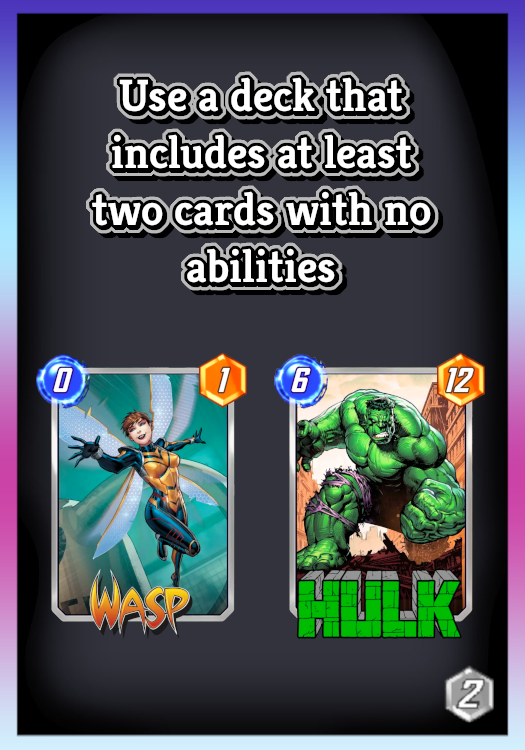 Use a deck that
includes at least
two cards with no
abilities
0 1 6 12
WASP HULK
2